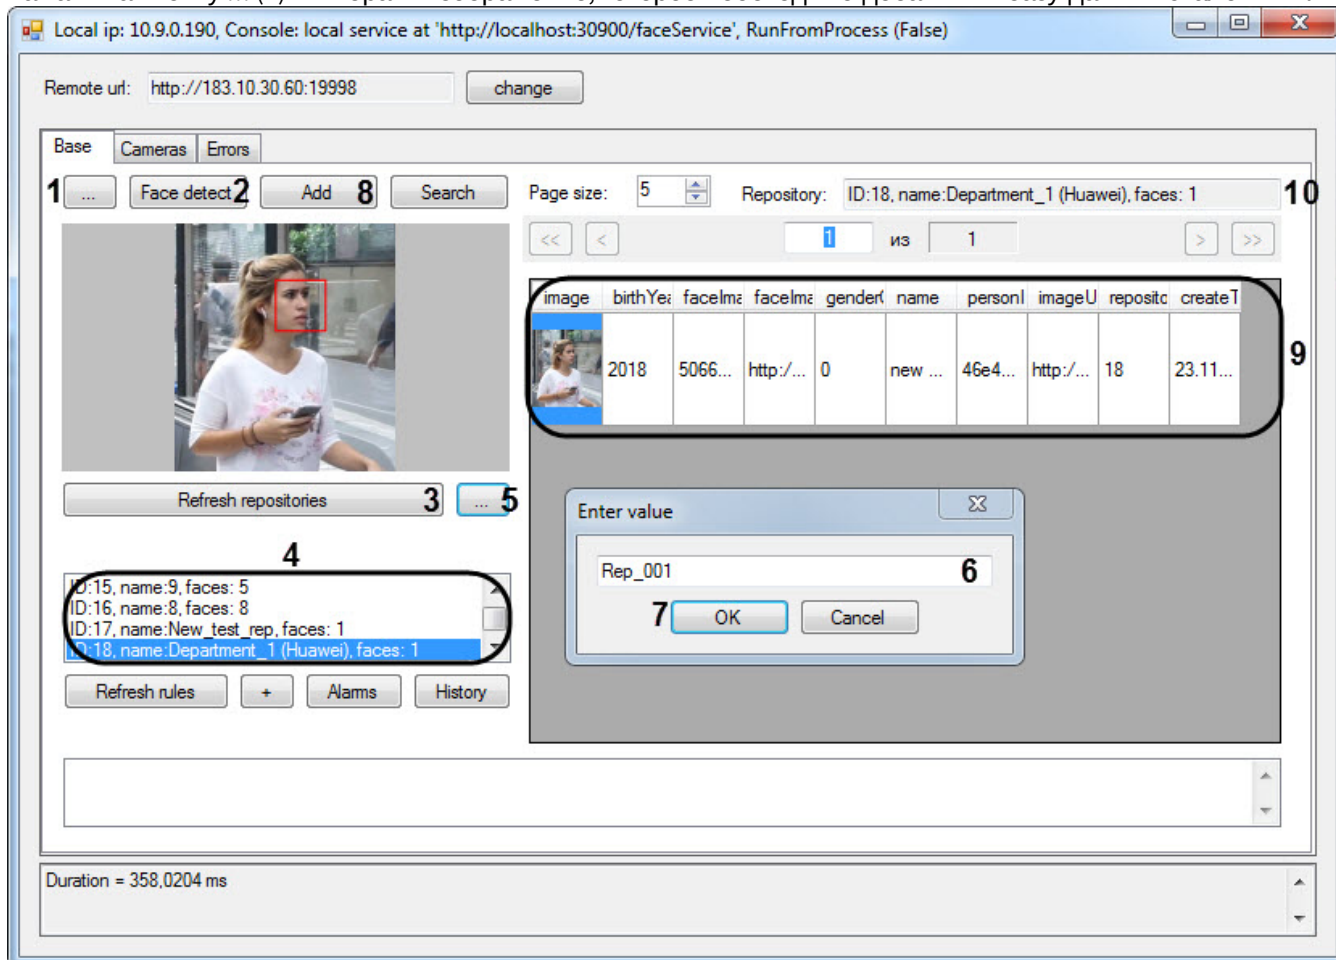 Local ip: 10.9.0.190, Console: local service at 'http://localhost:30900/faceService', RunFromProcess (False)
Remote url: http://183.10.30.60:19998 change
Base Cameras Errors
1 ... Face detect 2 Add 8 Search Page size: 5 Repository: ID:18, name:Department_1 (Huawei), faces: 1 10
<< < 1 из 1 > >>
image birthYea faceIma faceIma gender( name personI imageU reposito createT
2018 5066... http:/... 0 new ... 46e4... http:/... 18 23.11... 9
Refresh repositories 3 ... 5
Enter value
Rep_001 6
7 OK Cancel
4
ID:15, name:9, faces: 5
ID:16, name:8, faces: 8
ID:17, name:New_test_rep, faces: 1
ID:18, name:Department_1 (Huawei), faces: 1
Refresh rules + Alarms History
Duration = 358,0204 ms